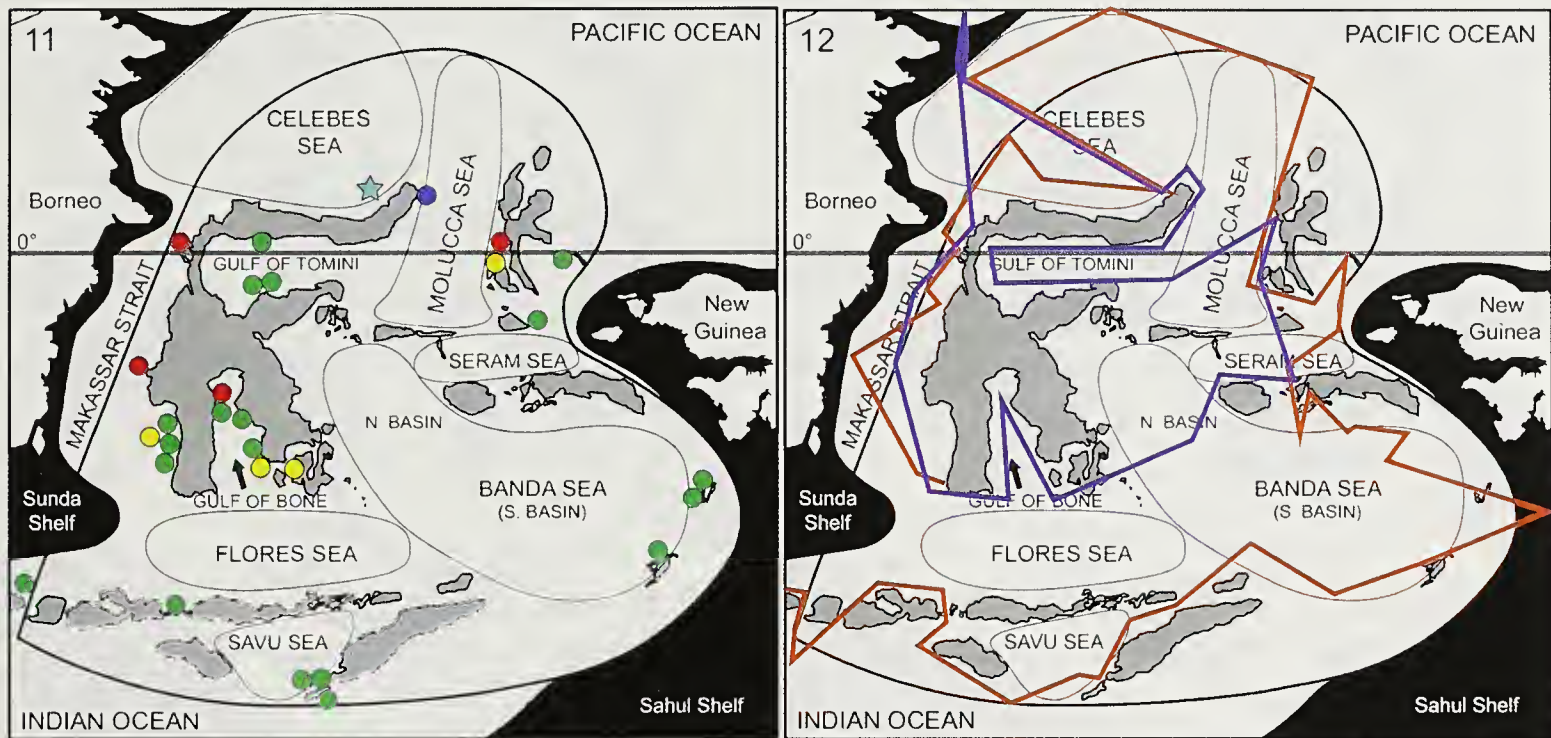 11
PACIFIC OCEAN
CELEBES
SEA
MOLUCCA SEA
Borneo
0°
GULF OF TOMINI
MAKASSAR STRAIT
New
Guinea
SERAM SEA
N BASIN
Sunda
Shelf
GULF OF BONE
BANDA SEA
(S. BASIN)
FLORES SEA
SAVU SEA
Sahul Shelf
INDIAN OCEAN
12
PACIFIC OCEAN
CELEBES
SEA
MOLUCCA SEA
Borneo
0°
GULF OF TOMINI
MAKASSAR STRAIT
New
Guinea
SERAM SEA
N BASIN
Sunda
Shelf
GULF OF BONE
BANDA SEA
(S. BASIN)
FLORES SEA
SAVU SEA
Sahul Shelf
INDIAN OCEAN